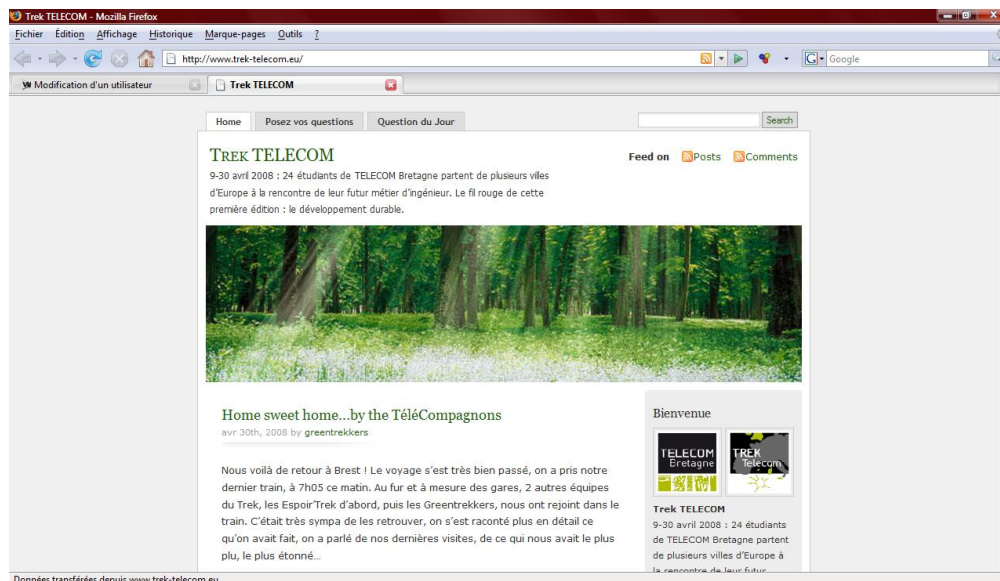 Trek TELECOM - Mozilla Firefox
Fichier Édition Affichage Historique Marque-pages Outils ?
http://www.trek-telecom.eu/
G Google
Modification d'un utilisateur
Trek TELECOM
Home Posez vos questions Question du Jour
Search
TREK TELECOM
Feed on Posts Comments
9-30 avril 2008 : 24 étudiants de TELECOM Bretagne partent de plusieurs villes
d'Europe à la rencontre de leur futur métier d'ingénieur. Le fil rouge de cette
première édition : le développement durable.
Home sweet home...by the TéléCompagnons
avr 30th, 2008 by greentrekkers
Nous voilà de retour à Brest ! Le voyage s'est très bien passé, on a pris notre
dernier train, à 7h05 ce matin. Au fur et à mesure des gares, 2 autres équipes
du Trek, les Espoir'Trek d'abord, puis les Greentrekkers, nous ont rejoint dans le
train. C'était très sympa de les retrouver, on s'est raconté plus en détail ce
qu'on avait fait, on a parlé de nos dernières visites, de ce qui nous avait le plus
plu, le plus étonné...
Bienvenue
TELECOM
Bretagne
TREK
Telecom
Trek TELECOM
9-30 avril 2008 : 24 étudiants
de TELECOM Bretagne partent
de plusieurs villes d'Europe à
la rencontre de leur futur
Données transférées depuis www.trek-telecom.eu